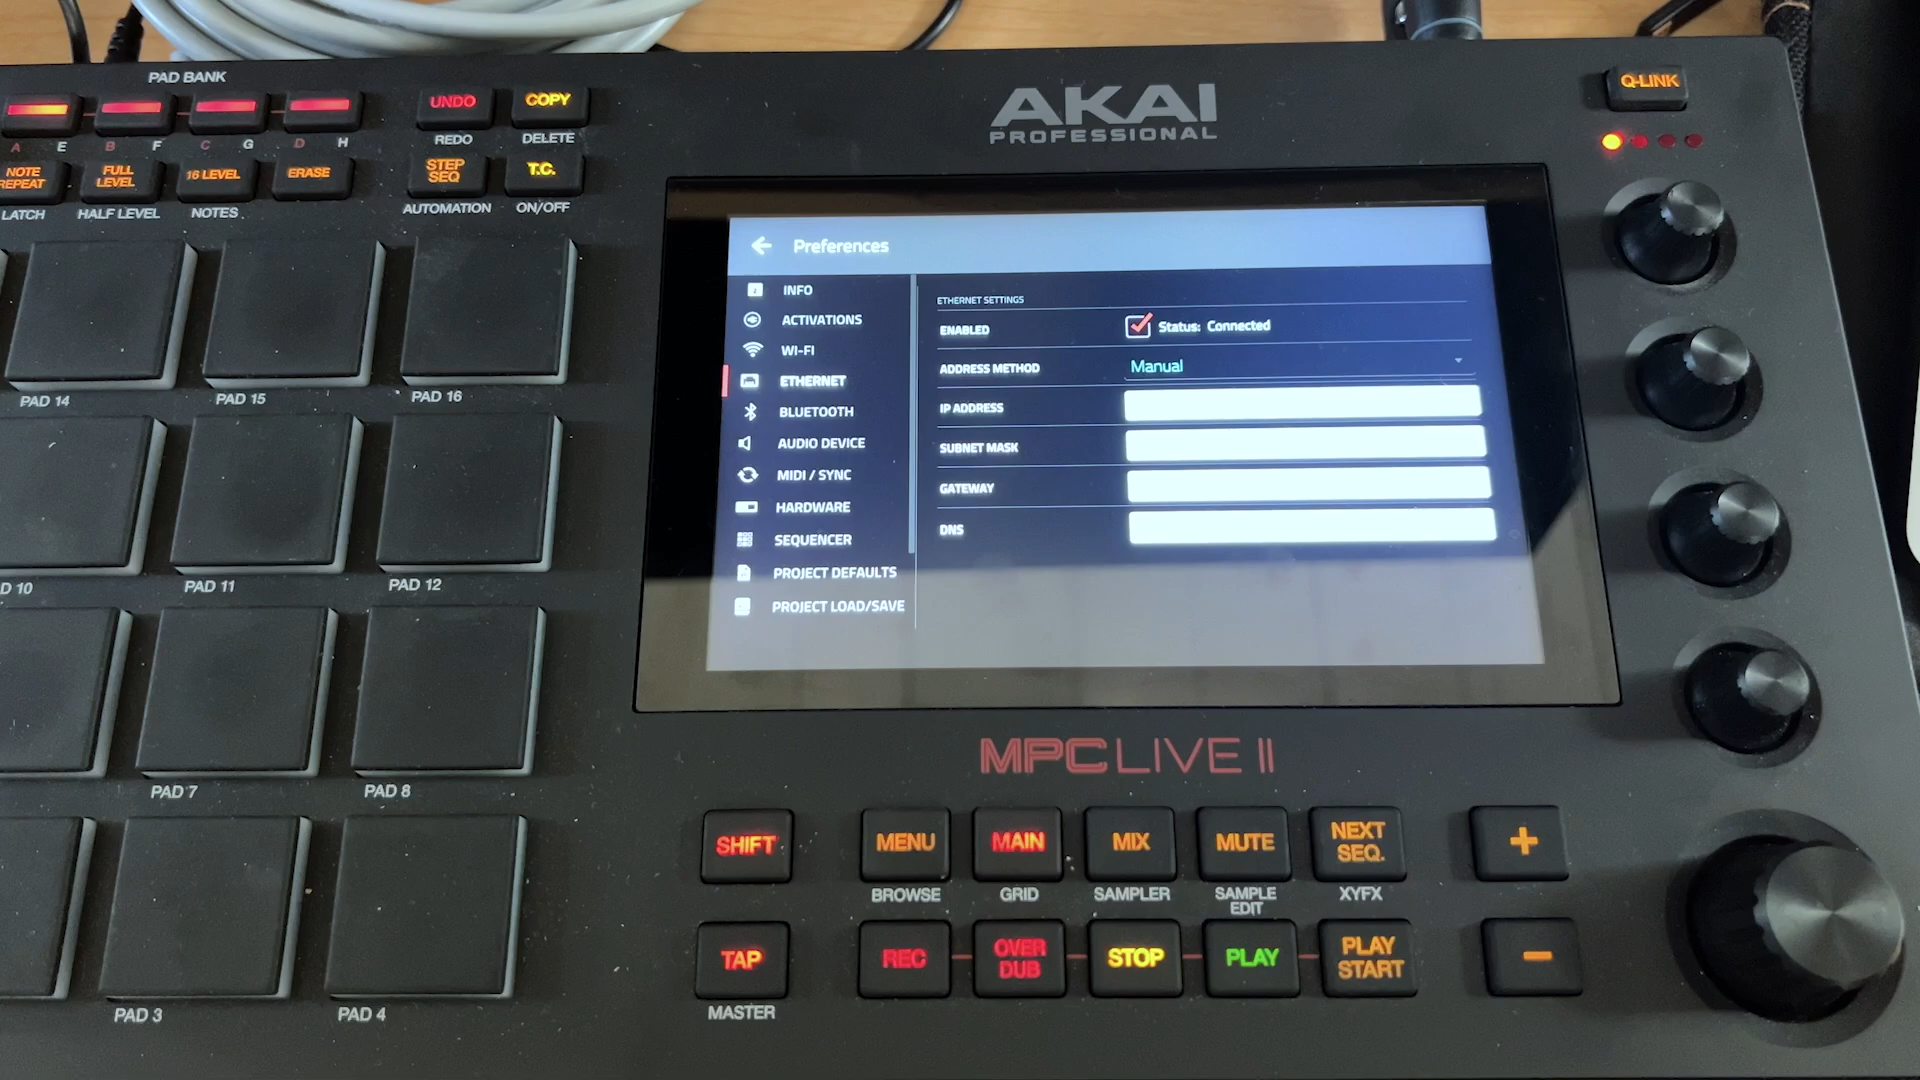 PAD BANK
A E B F C G D H
UNDO COPY
REDO DELETE
NOTE REPEAT
FULL LEVEL
16 LEVEL
ERASE
STEP SEQ
T.C.
LATCH HALF LEVEL NOTES
AUTOMATION ON/OFF
AKAI
PROFESSIONAL
Q-LINK
Preferences
INFO
ACTIVATIONS
WI-FI
ETHERNET
BLUETOOTH
AUDIO DEVICE
MIDI / SYNC
HARDWARE
SEQUENCER
PROJECT DEFAULTS
PROJECT LOAD/SAVE
ETHERNET SETTINGS
ENABLED Status: Connected
ADDRESS METHOD Manual
IP ADDRESS
SUBNET MASK
GATEWAY
DNS
PAD 14 PAD 15 PAD 16
D 10 PAD 11 PAD 12
PAD 7 PAD 8
PAD 3 PAD 4
MPC LIVE II
SHIFT MENU MAIN MIX MUTE NEXT SEQ. +
BROWSE GRID SAMPLER SAMPLE EDIT XYFX
TAP REC OVER DUB STOP PLAY PLAY START −
MASTER